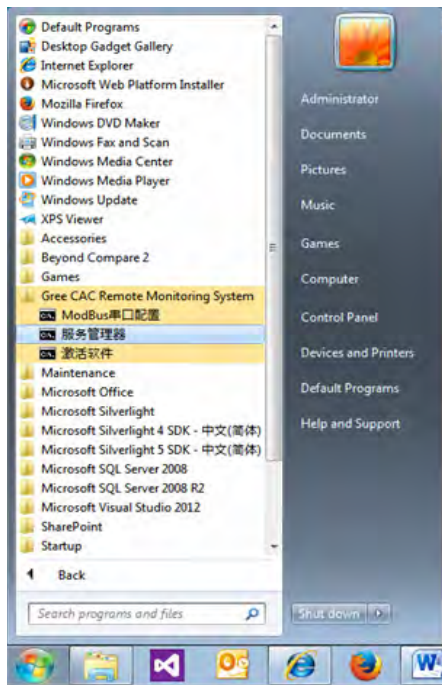 Default Programs
Desktop Gadget Gallery
Internet Explorer
Microsoft Web Platform Installer
Mozilla Firefox
Windows DVD Maker
Windows Fax and Scan
Windows Media Center
Windows Media Player
Windows Update
XPS Viewer
Accessories
Beyond Compare 2
Games
Gree CAC Remote Monitoring System
ModBus串口配置
服务管理器
激活软件
Maintenance
Microsoft Office
Microsoft Silverlight
Microsoft Silverlight 4 SDK - 中文(简体)
Microsoft Silverlight 5 SDK - 中文(简体)
Microsoft SQL Server 2008
Microsoft SQL Server 2008 R2
Microsoft Visual Studio 2012
SharePoint
Startup
Back
Search programs and files
Administrator
Documents
Pictures
Music
Games
Computer
Control Panel
Devices and Printers
Default Programs
Help and Support
Shut down